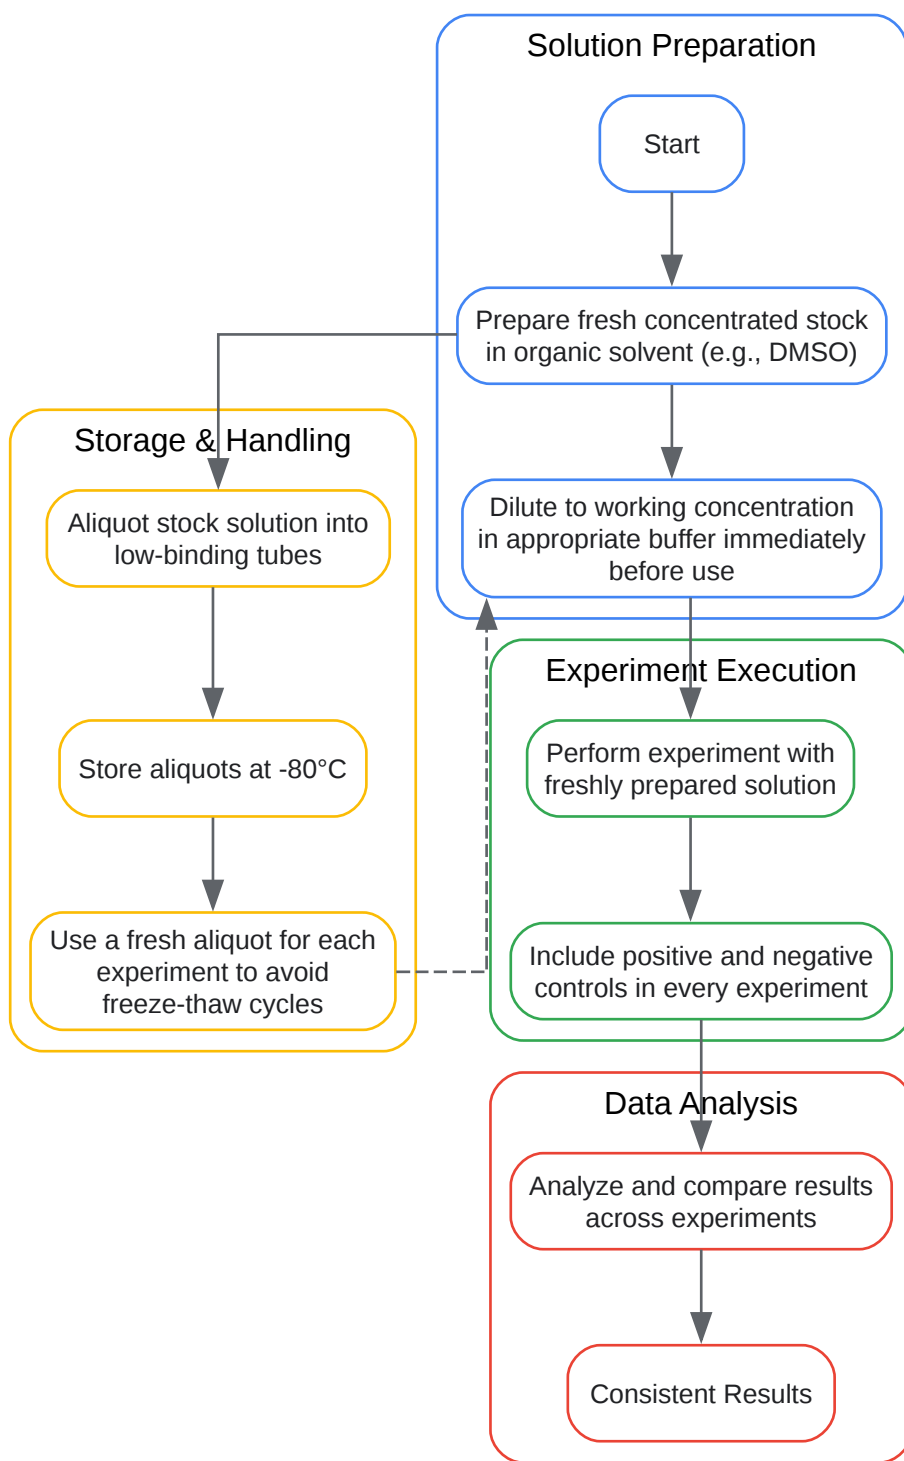 Solution Preparation
Start
Prepare fresh concentrated stock
in organic solvent (e.g., DMSO)
Dilute to working concentration
in appropriate buffer immediately
before use
Storage & Handling
Aliquot stock solution into
low-binding tubes
Store aliquots at -80°C
Use a fresh aliquot for each
experiment to avoid
freeze-thaw cycles
Experiment Execution
Perform experiment with
freshly prepared solution
Include positive and negative
controls in every experiment
Data Analysis
Analyze and compare results
across experiments
Consistent Results